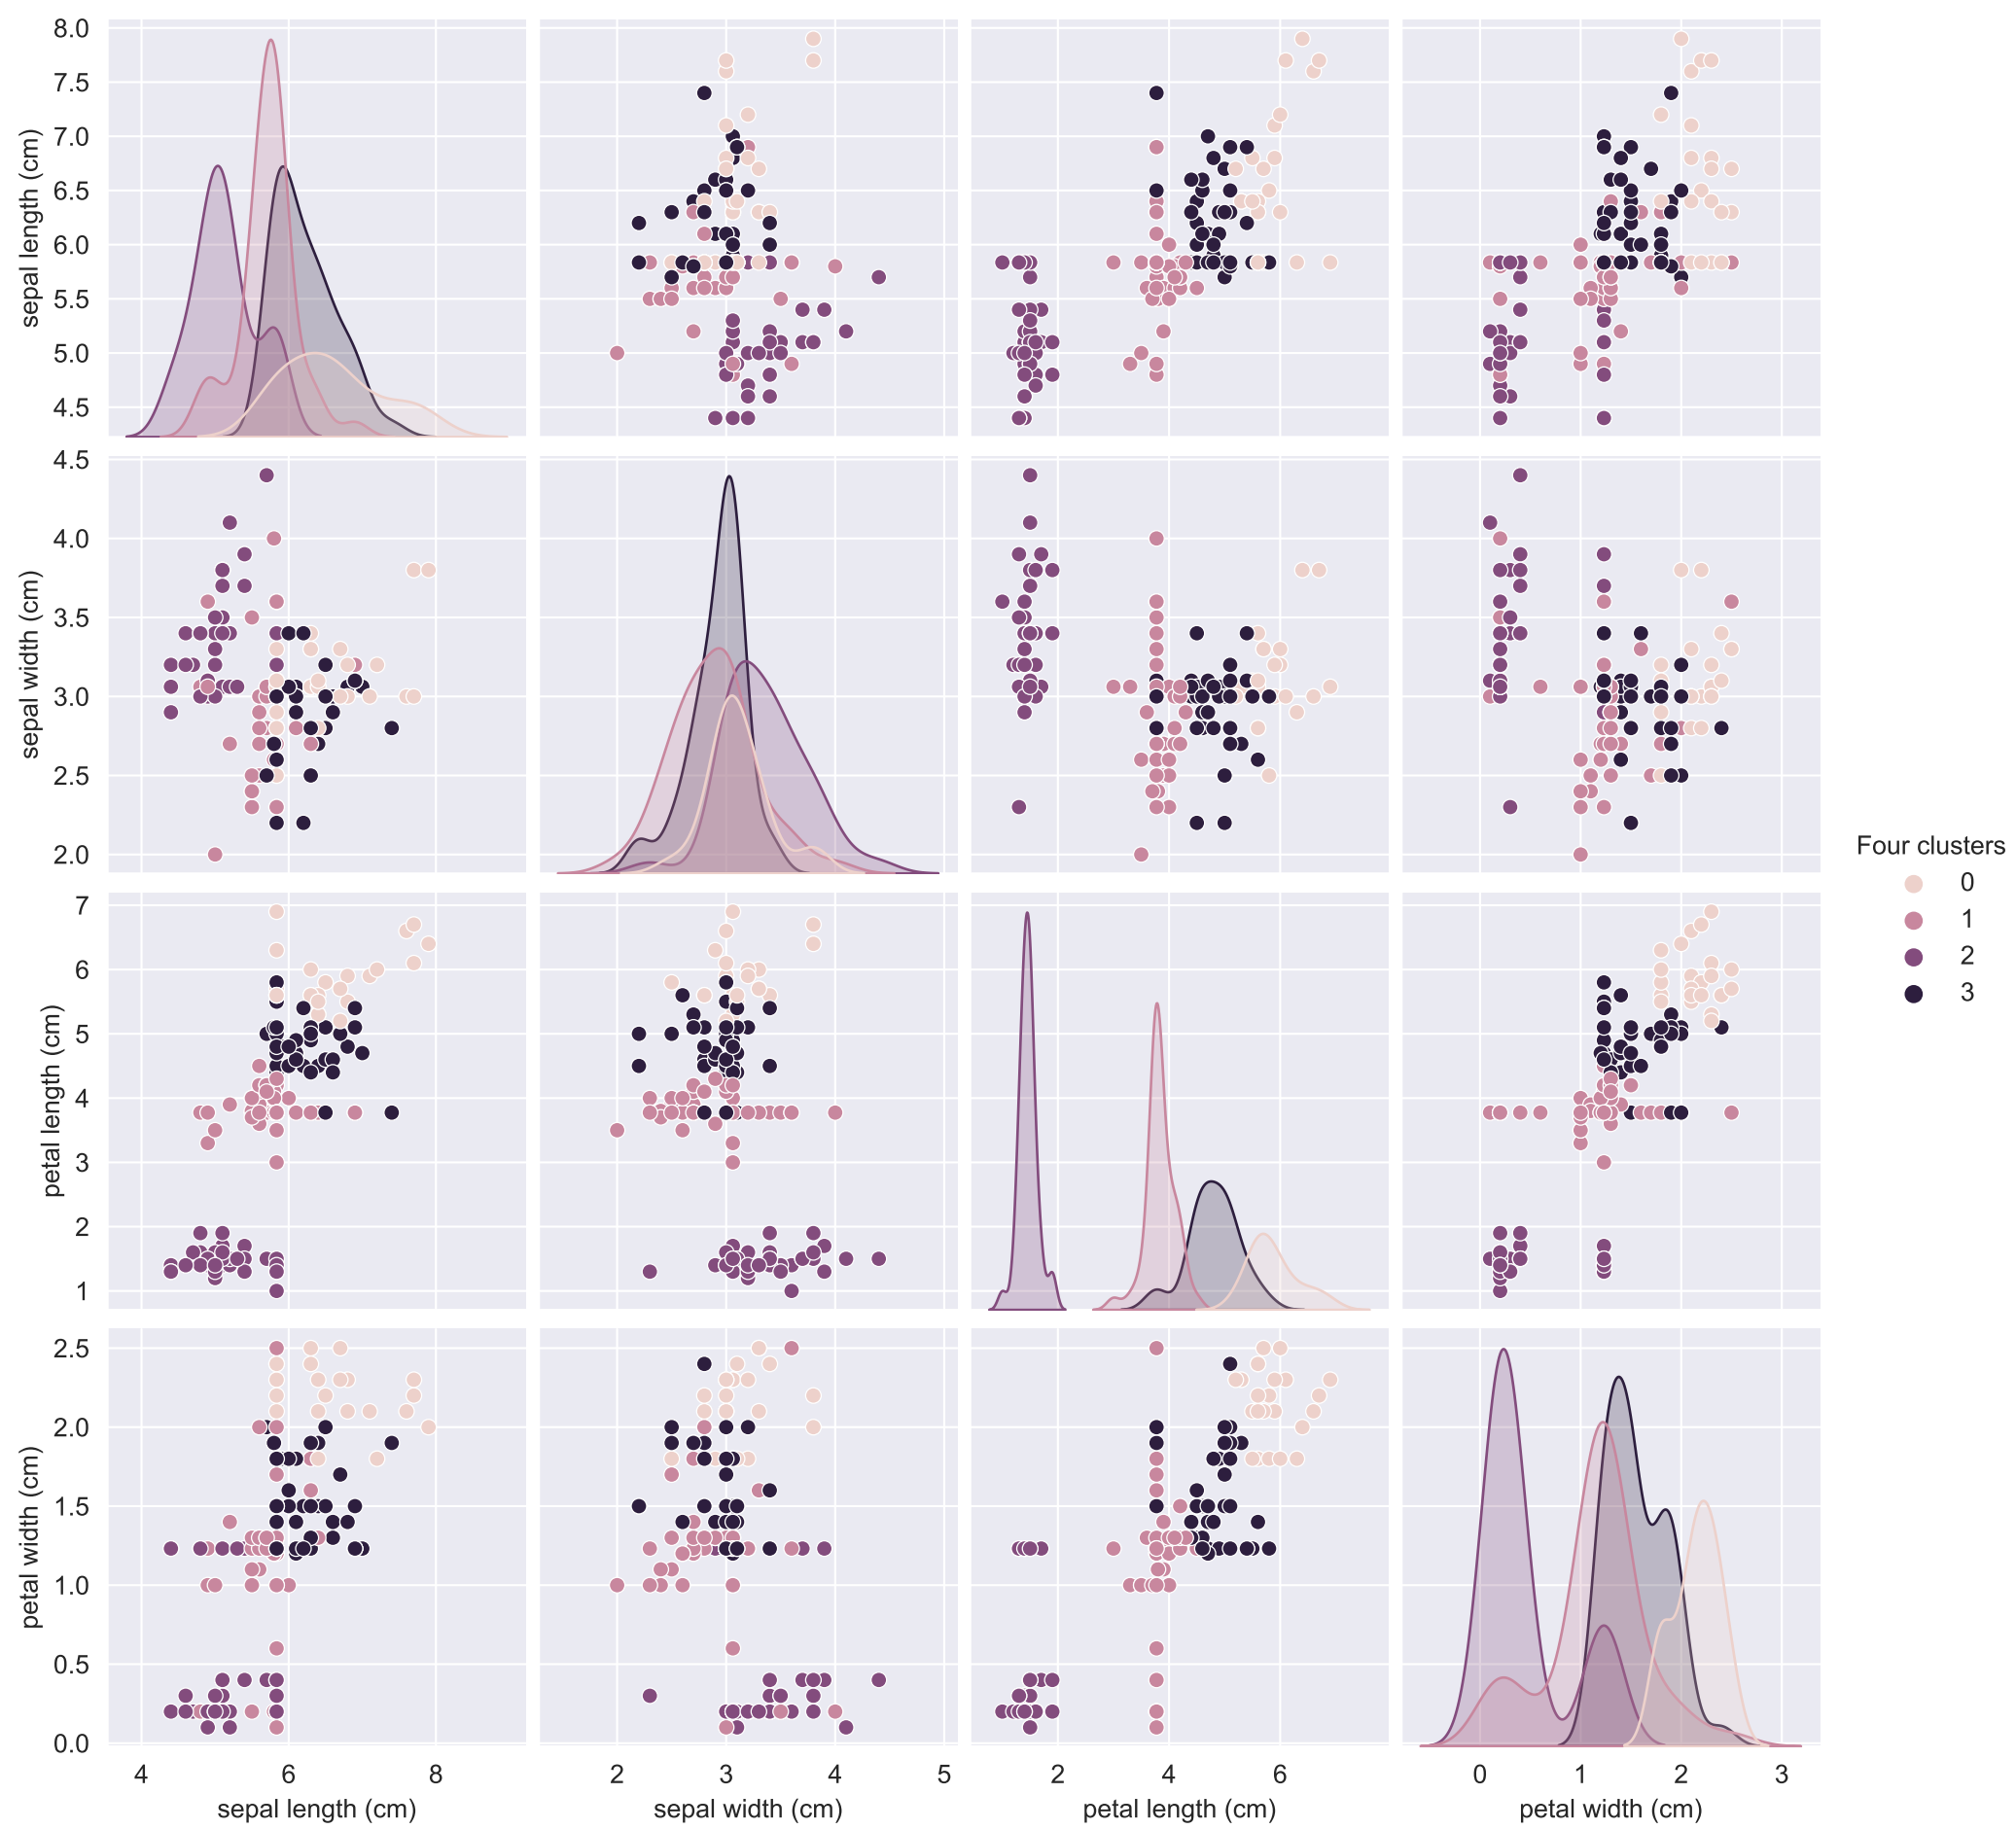 8.0
7.5
7.0
6.5
6.0
5.5
5.0
4.5
sepal length (cm)
4.5
4.0
3.5
3.0
2.5
2.0
sepal width (cm)
7
6
5
4
3
2
1
petal length (cm)
2.5
2.0
1.5
1.0
0.5
0.0
petal width (cm)
4 6 8
sepal length (cm)
2 3 4 5
sepal width (cm)
2 4 6
petal length (cm)
0 1 2 3
petal width (cm)
Four clusters
0
1
2
3